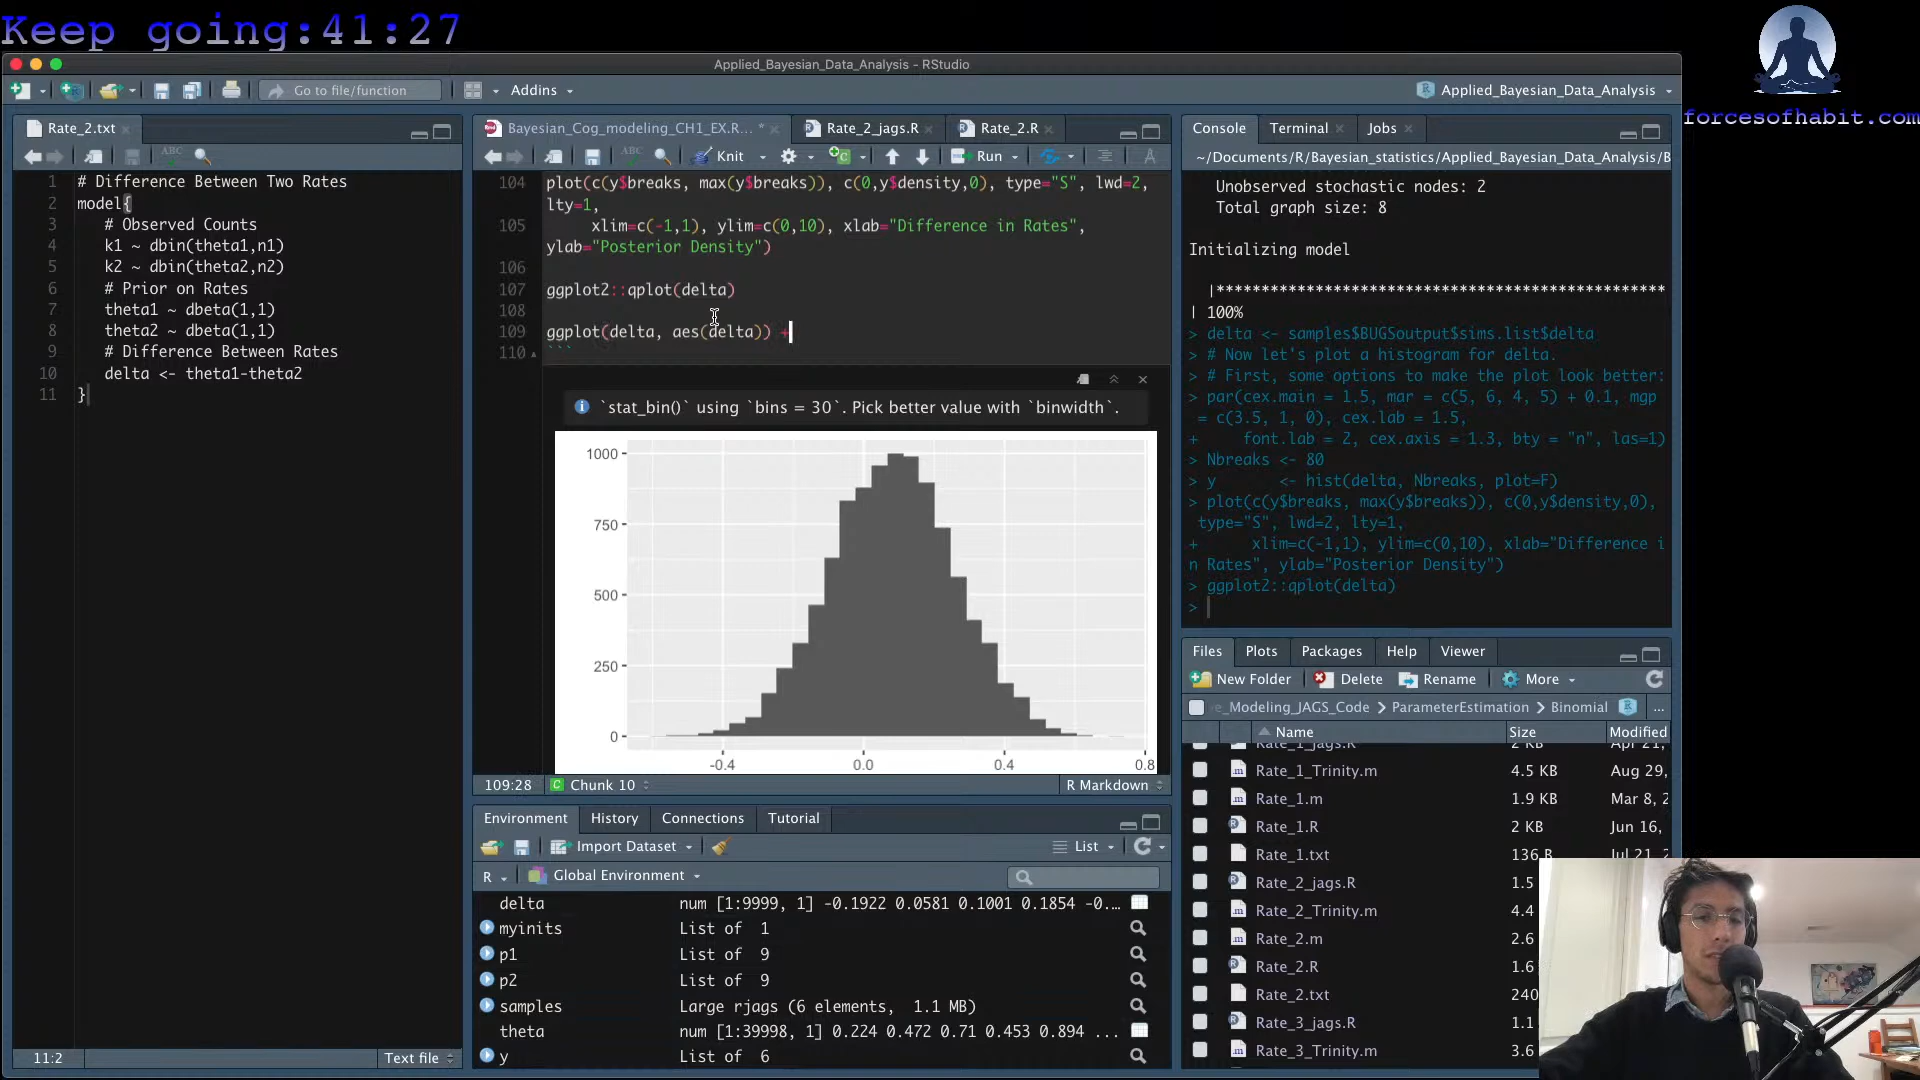 Keep going:41:27
forcesofhabit.com
Applied_Bayesian_Data_Analysis - RStudio
Go to file/function
Addins
Applied_Bayesian_Data_Analysis
Rate_2.txt
ABC
1 # Difference Between Two Rates
2 model{
3 # Observed Counts
4 k1 ~ dbin(theta1,n1)
5 k2 ~ dbin(theta2,n2)
6 # Prior on Rates
7 theta1 ~ dbeta(1,1)
8 theta2 ~ dbeta(1,1)
9 # Difference Between Rates
10 delta <- theta1-theta2
11 }
11:2
Text file
Bayesian_Cog_modeling_CH1_EX.R... *
Rate_2_jags.R
Rate_2.R
ABC
Knit
Run
104 plot(c(y$breaks, max(y$breaks)), c(0,y$density,0), type="S", lwd=2,
lty=1,
105 xlim=c(-1,1), ylim=c(0,10), xlab="Difference in Rates",
ylab="Posterior Density")
106
107 ggplot2::qplot(delta)
108
109 ggplot(delta, aes(delta)) +
110 ```
`stat_bin()` using `bins = 30`. Pick better value with `binwidth`.
1000
750
500
250
0
-0.4 0.0 0.4 0.8
109:28
Chunk 10
R Markdown
Environment History Connections Tutorial
Import Dataset
List
R
Global Environment
delta num [1:9999, 1] -0.1922 0.0581 0.1001 0.1854 -0....
myinits List of 1
p1 List of 9
p2 List of 9
samples Large rjags (6 elements, 1.1 MB)
theta num [1:39998, 1] 0.224 0.472 0.71 0.453 0.894 ...
y List of 6
Console Terminal Jobs
~/Documents/R/Bayesian_statistics/Applied_Bayesian_Data_Analysis/B
Unobserved stochastic nodes: 2
Total graph size: 8
Initializing model
|**************************************************
| 100%
> delta <- samples$BUGSoutput$sims.list$delta
> # Now let's plot a histogram for delta.
> # First, some options to make the plot look better:
> par(cex.main = 1.5, mar = c(5, 6, 4, 5) + 0.1, mgp
= c(3.5, 1, 0), cex.lab = 1.5,
+ font.lab = 2, cex.axis = 1.3, bty = "n", las=1)
> Nbreaks <- 80
> y <- hist(delta, Nbreaks, plot=F)
> plot(c(y$breaks, max(y$breaks)), c(0,y$density,0),
type="S", lwd=2, lty=1,
+ xlim=c(-1,1), ylim=c(0,10), xlab="Difference i
n Rates", ylab="Posterior Density")
> ggplot2::qplot(delta)
>
Files Plots Packages Help Viewer
New Folder Delete Rename More
e_Modeling_JAGS_Code > ParameterEstimation > Binomial ...
Name Size Modified
Rate_1_jags.R 2 KB Apr 21,
Rate_1_Trinity.m 4.5 KB Aug 29,
Rate_1.m 1.9 KB Mar 8, 2
Rate_1.R 2 KB Jun 16,
Rate_1.txt 136 B Jul 21, 2
Rate_2_jags.R 1.5
Rate_2_Trinity.m 4.4
Rate_2.m 2.6
Rate_2.R 1.6
Rate_2.txt 240
Rate_3_jags.R 1.1
Rate_3_Trinity.m 3.6